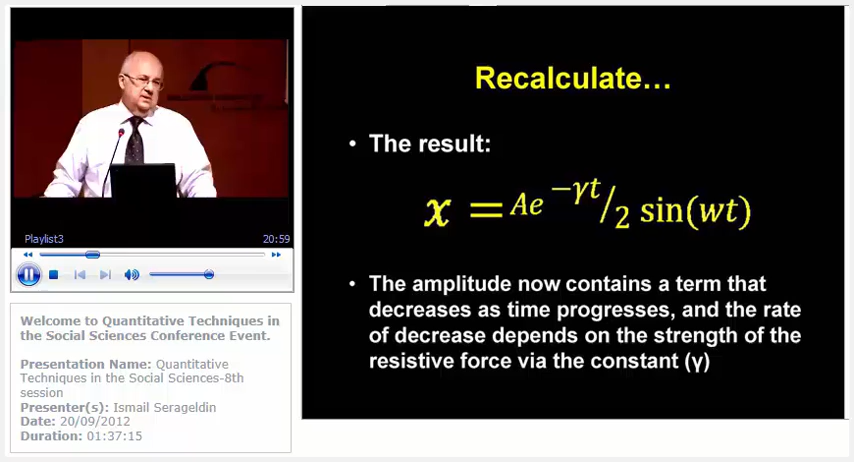 Playlist3
20:59
Welcome to Quantitative Techniques in
the Social Sciences Conference Event.
Presentation Name: Quantitative
Techniques in the Social Sciences-8th
session
Presenter(s): Ismail Serageldin
Date: 20/09/2012
Duration: 01:37:15
Recalculate…
• The result:
x = Ae^−γt/2 sin(wt)
• The amplitude now contains a term that
decreases as time progresses, and the rate
of decrease depends on the strength of the
resistive force via the constant (γ)